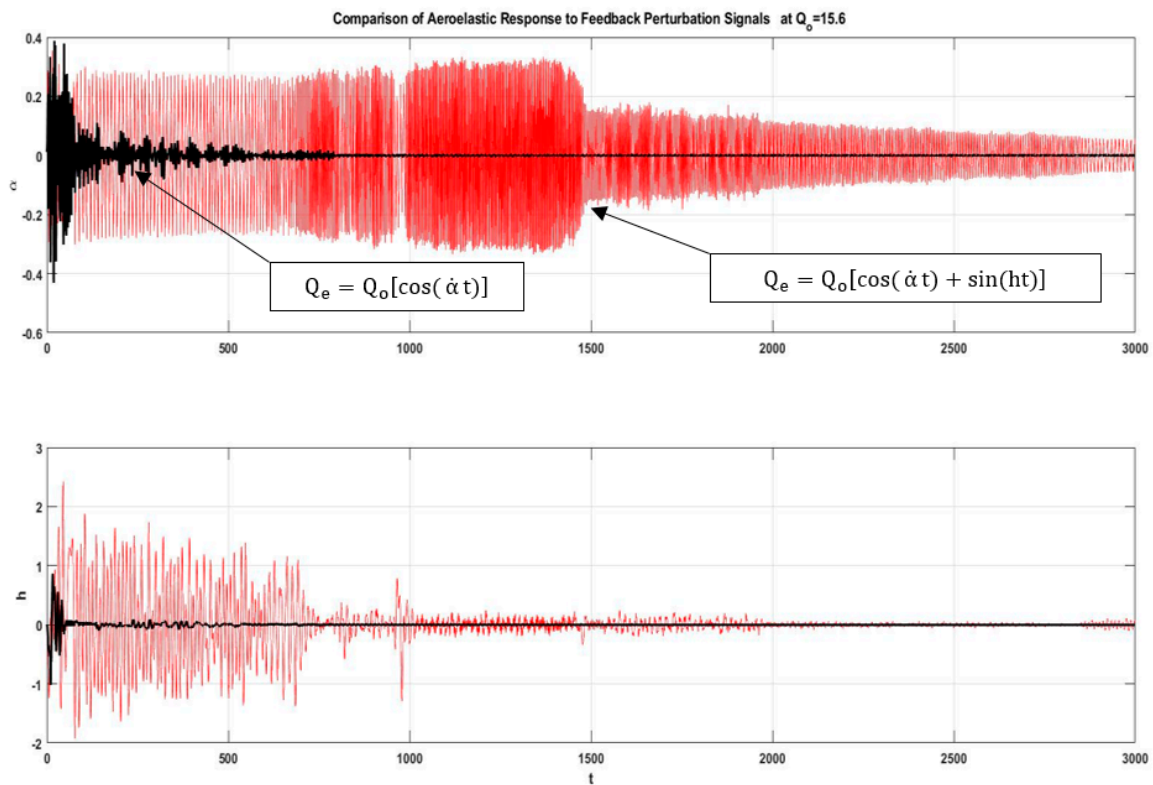 Comparison of Aeroelastic Response to Feedback Perturbation Signals at Qₒ=15.6
0.4
0.2
0
-0.2
-0.4
-0.6
α
Qₑ = Qₒ[cos( α̇ t)]
Qₑ = Qₒ[cos( α̇ t) + sin(ht)]
0 500 1000 1500 2000 2500 3000
3
2
1
0
-1
-2
h
0 500 1000 1500 2000 2500 3000
t